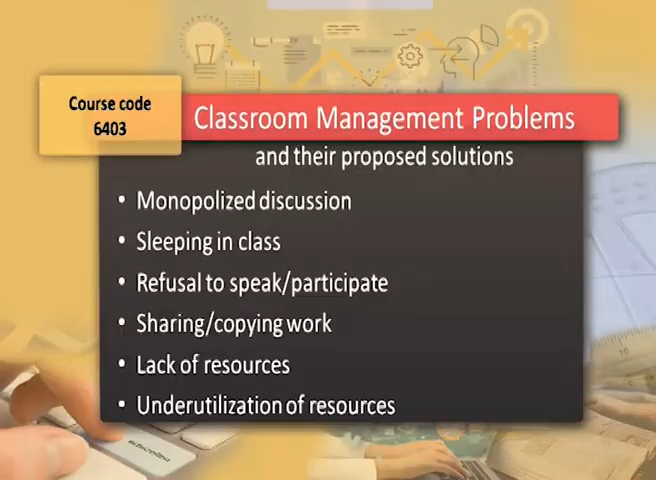 Course code
6403
Classroom Management Problems
and their proposed solutions
• Monopolized discussion
• Sleeping in class
• Refusal to speak/participate
• Sharing/copying work
• Lack of resources
• Underutilization of resources